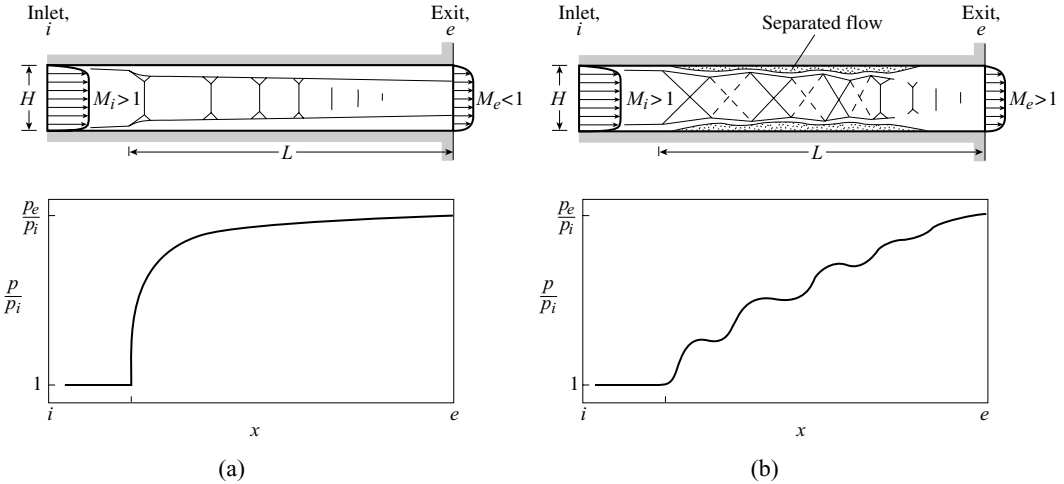 Inlet,
i
Exit,
e
H
M_i > 1
M_e < 1
L
p_e
p_i
p
p_i
1
i
e
x
(a)
Inlet,
i
Separated flow
Exit,
e
H
M_i > 1
M_e > 1
L
p_e
p_i
p
p_i
1
i
e
x
(b)